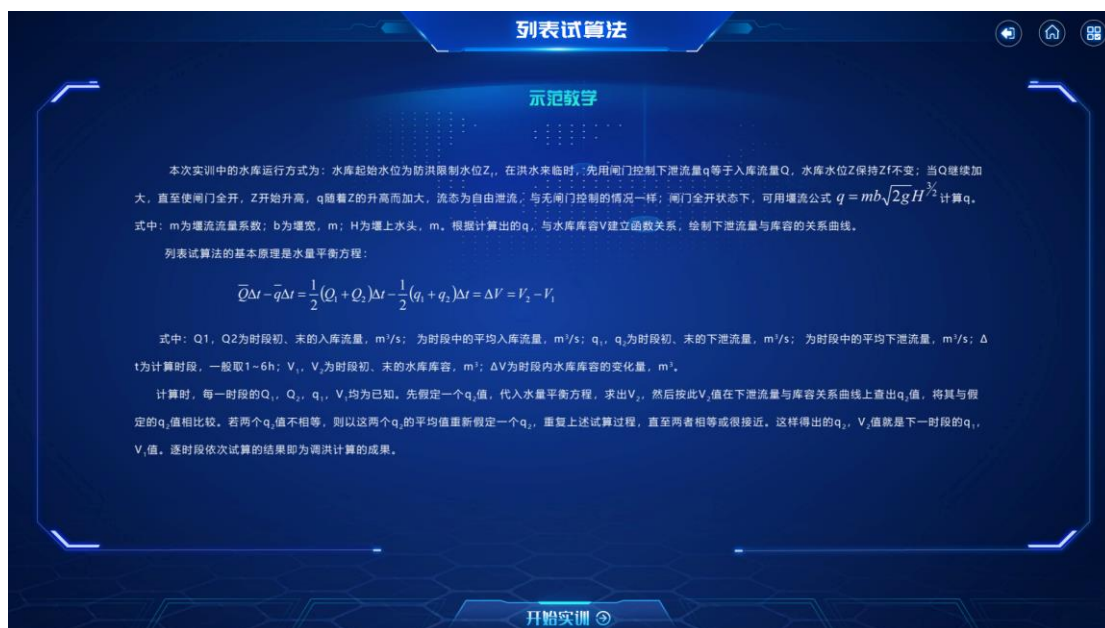 列表试算法
示范教学
本次实训中的水库运行方式为：水库起始水位为防洪限制水位Zf，在洪水来临时，先用闸门控制下泄流量q等于入库流量Q，水库水位Z保持Zf不变；当Q继续加
大，直至使闸门全开，Z开始升高，q随着Z的升高而加大，流态为自由泄流，与无闸门控制的情况一样；闸门全开状态下，可用堰流公式 q = mb√2gH^3/2 计算q。
式中：m为堰流流量系数；b为堰宽，m；H为堰上水头，m。根据计算出的q，与水库库容V建立函数关系，绘制下泄流量与库容的关系曲线。
列表试算法的基本原理是水量平衡方程：
Q̅Δt − q̅Δt = 1/2(Q₁ + Q₂)Δt − 1/2(q₁ + q₂)Δt = ΔV = V₂ − V₁
式中：Q1，Q2为时段初、末的入库流量，m³/s； 为时段中的平均入库流量，m³/s；q₁，q₂为时段初、末的下泄流量，m³/s； 为时段中的平均下泄流量，m³/s；Δ
t为计算时段，一般取1~6h；V₁，V₂为时段初、末的水库库容，m³；ΔV为时段内水库库容的变化量，m³。
计算时，每一时段的Q₁，Q₂，q₁，V₁均为已知。先假定一个q₂值，代入水量平衡方程，求出V₂，然后按此V₂值在下泄流量与库容关系曲线上查出q₂值，将其与假
定的q₂值相比较。若两个q₂值不相等，则以这两个q₂的平均值重新假定一个q₂，重复上述试算过程，直至两者相等或很接近。这样得出的q₂，V₂值就是下一时段的q₁，
V₁值。逐时段依次试算的结果即为调洪计算的成果。
开始实训